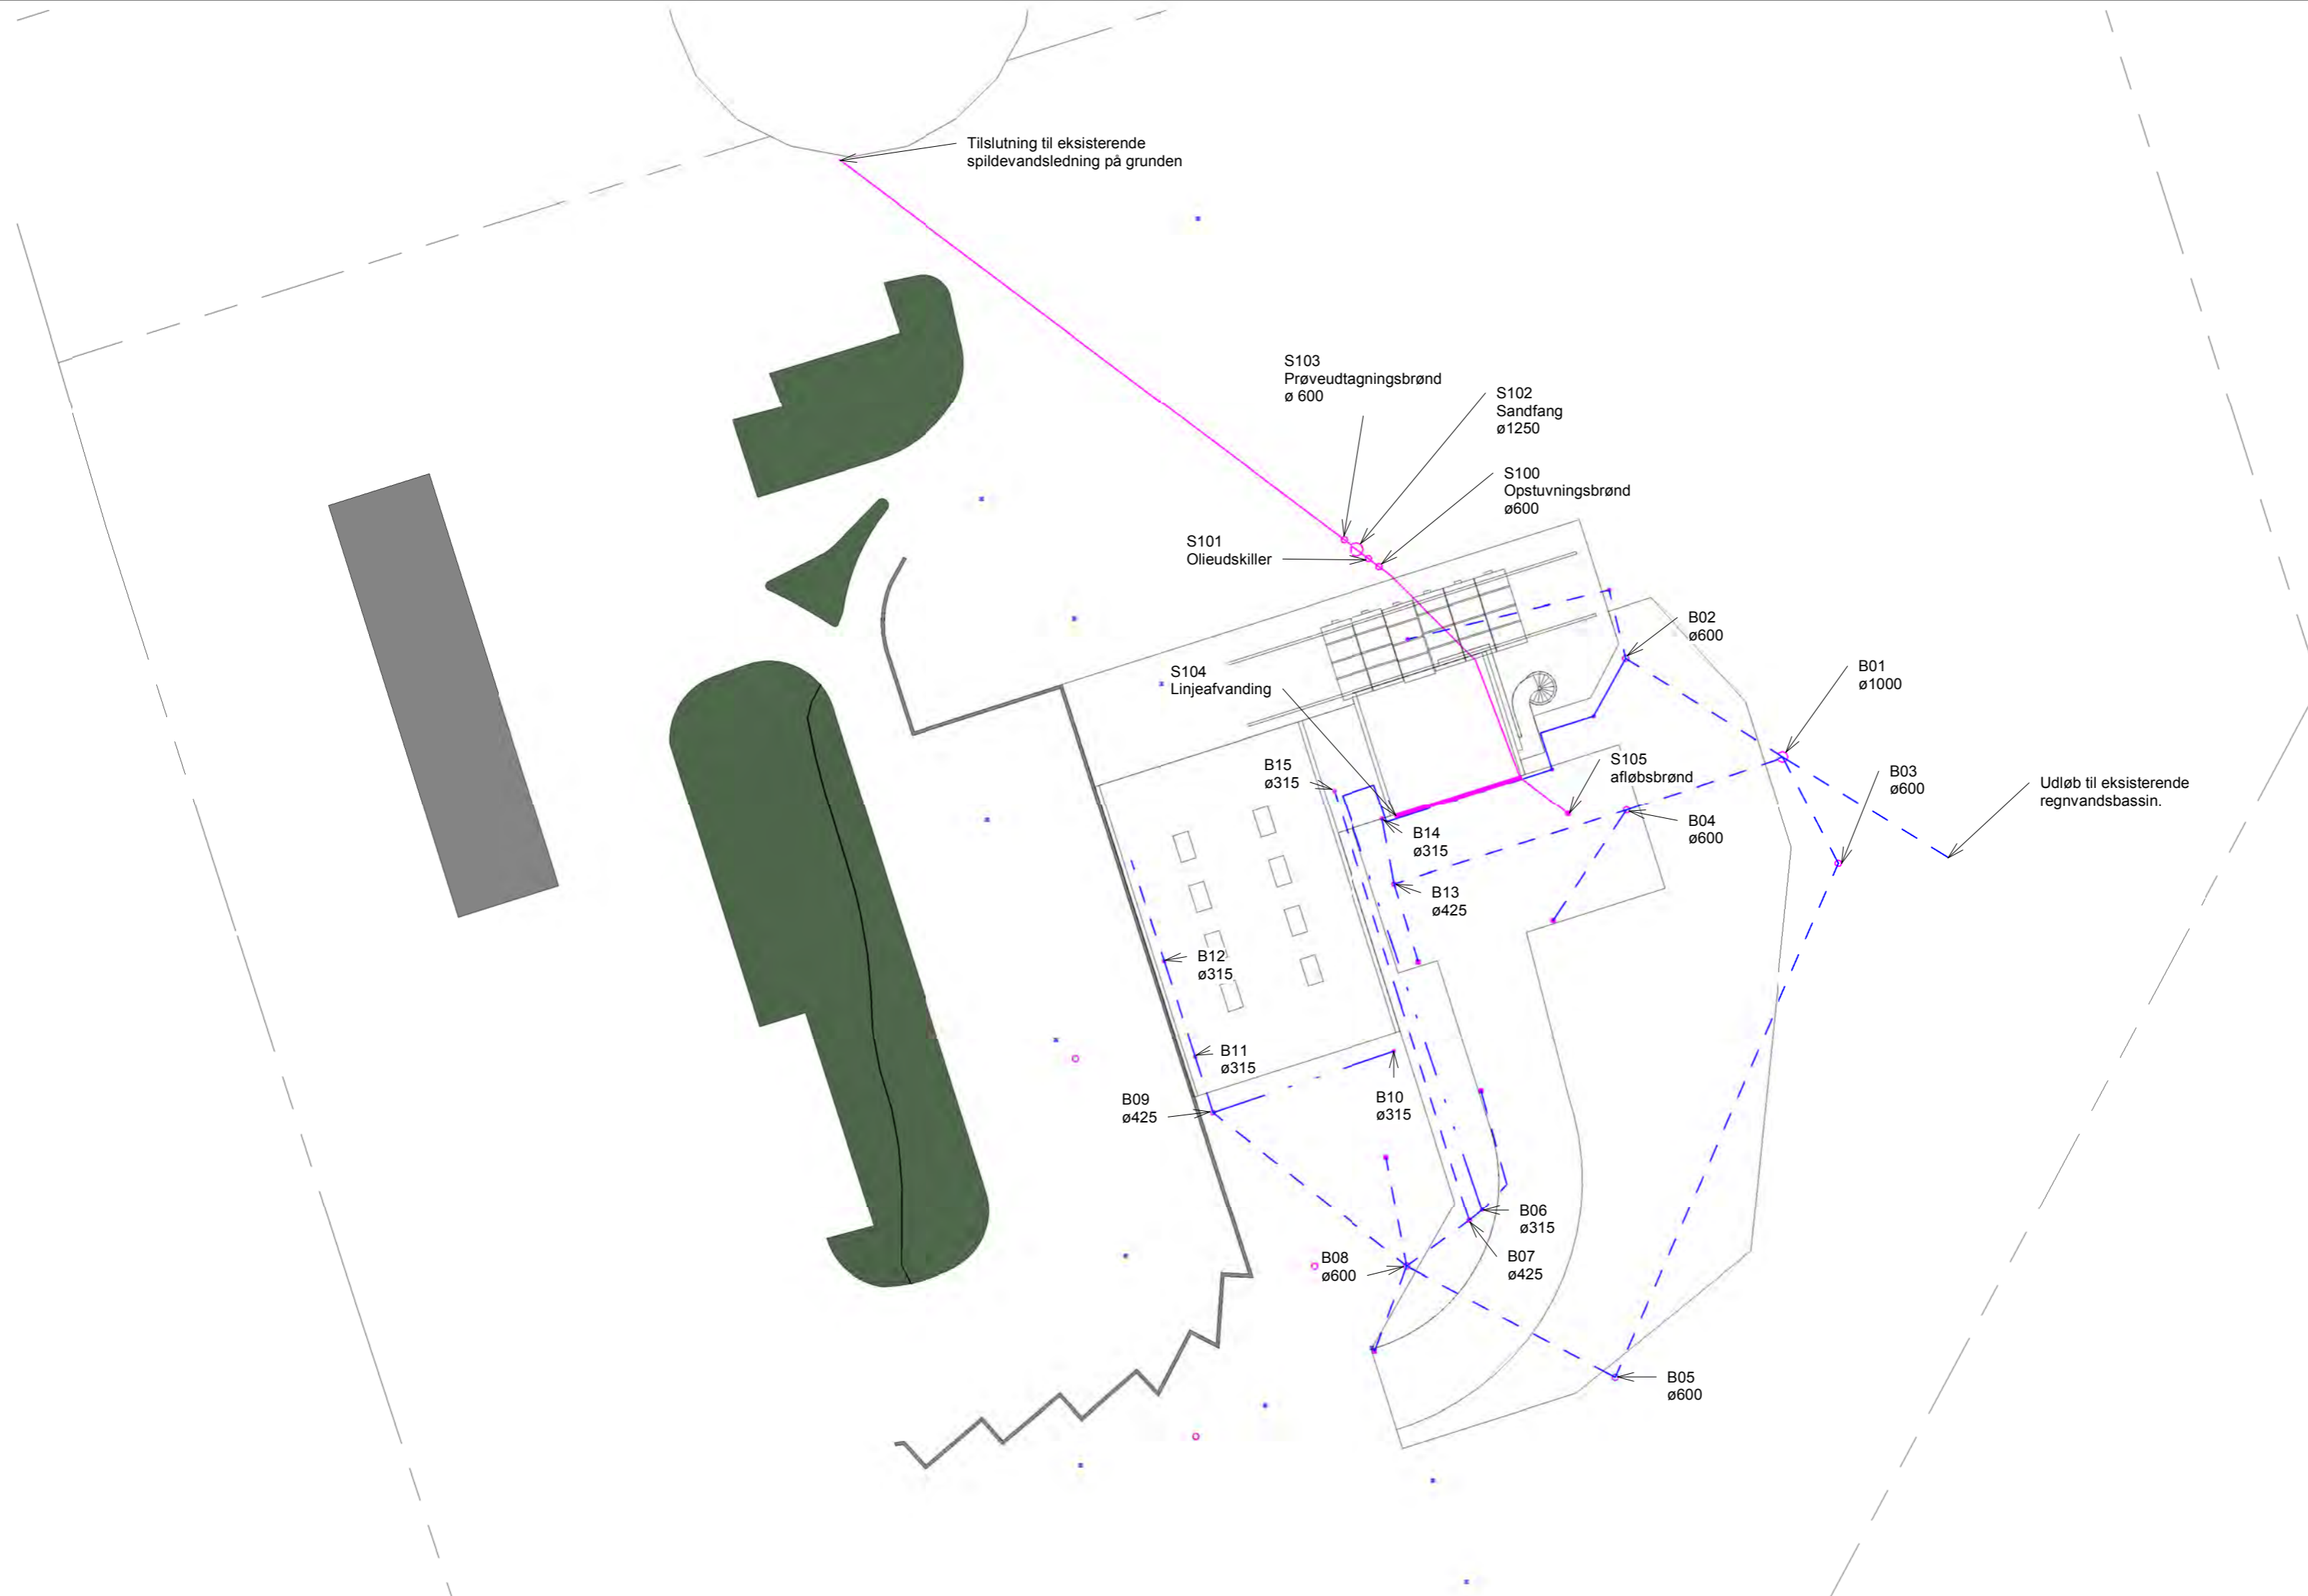 Tilslutning til eksisterende
spildevandsledning på grunden
S103
Prøveudtagningsbrønd
ø 600
S102
Sandfang
ø1250
S100
Opstuvningsbrønd
ø600
S101
Olieudskiller
B02
ø600
B01
ø1000
S104
Linjeafvanding
S105
afløbsbrønd
B15
ø315
B03
ø600
Udløb til eksisterende
regnvandsbassin.
B04
ø600
B14
ø315
B13
ø425
B12
ø315
B11
ø315
B09
ø425
B10
ø315
B06
ø315
B07
ø425
B08
ø600
B05
ø600